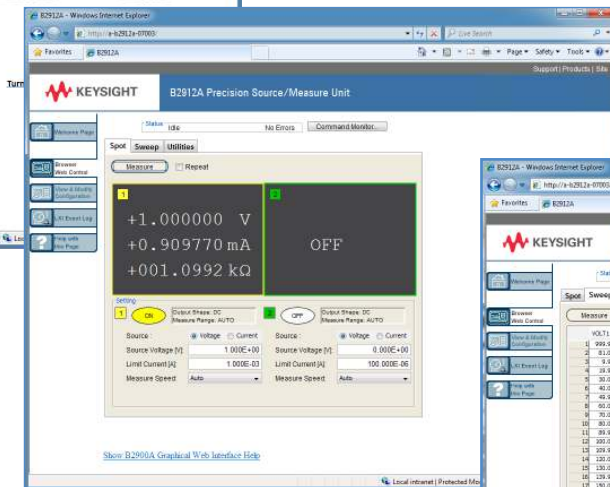 B2912A - Windows Internet Explorer
http://a-b2912a-07003/
Live Search
Favorites
B2912A
Page Safety Tools
Support | Products | Site
Turn
KEYSIGHT
B2912A Precision Source/Measure Unit
Welcome Page
Browser Web Control
View & Modify Configuration
LXI Event Log
Help with this Page
Status
Idle
No Errors
Command Monitor...
Spot Sweep Utilities
Measure
Repeat
1
+1.000000 V
+0.909770 mA
+001.0992 kΩ
2
OFF
Setting
1 ON
Output Shape: DC
Measure Range: AUTO
Source: Voltage Current
Source Voltage [V]: 1.000E+00
Limit Current [A]: 1.000E-03
Measure Speed: Auto
2 OFF
Output Shape: DC
Measure Range: AUTO
Source: Voltage Current
Source Voltage [V]: 0.000E+00
Limit Current [A]: 100.000E-06
Measure Speed: Auto
Show B2900A Graphical Web Interface Help
Local intranet | Protected Mo
B2912A - Windows Internet Explorer
http://a-b2912a-07003
Favorites
B2912A
KEYSIGHT
Welcome Page
Browser Web Control
View & Modify Configuration
LXI Event Log
Help with this Page
Spot Sweep
Measure
VOLT1